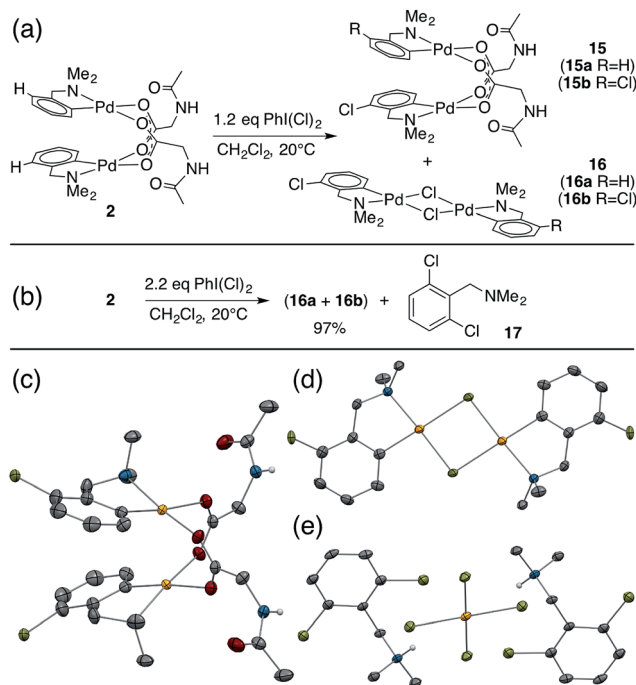 (a)
Me2
N
Pd
H
O
O
O
O
NH
O
Pd
H
N
Me2
NH
O
2
1.2 eq PhI(Cl)2
CH2Cl2, 20°C
Me2
R
N
Pd
O
O
O
NH
Cl
Pd
O
O
N
Me2
NH
O
15
(15a R=H)
(15b R=Cl)
+
16
(16a R=H)
(16b R=Cl)
Cl
Pd
Cl
Pd
N
Me2
Cl
Me2
N
R
(b)
2
2.2 eq PhI(Cl)2
CH2Cl2, 20°C
(16a + 16b)
97%
+
Cl
NMe2
Cl
17
(c)
(d)
(e)